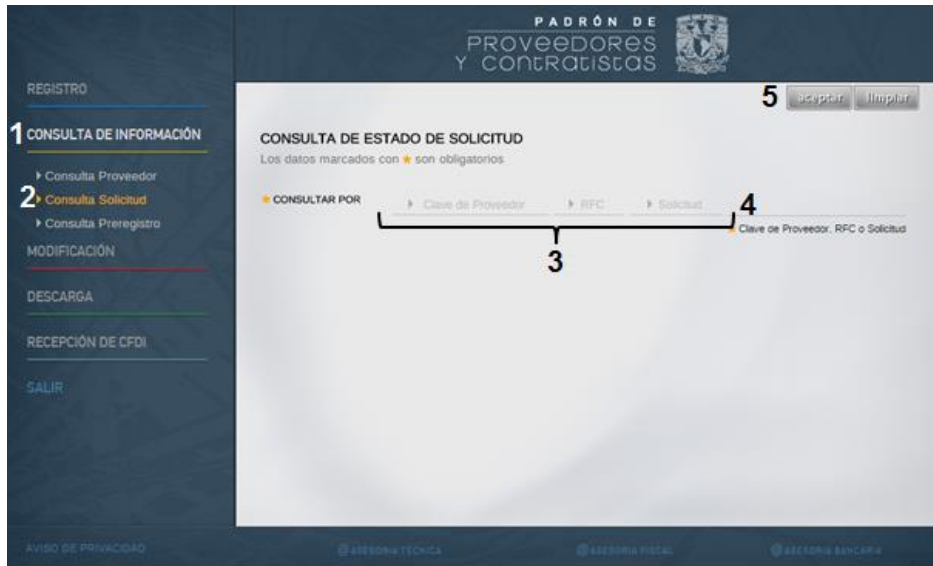 PADRÓN DE
PROVEEDORES
Y CONTRATISTAS
REGISTRO
1 CONSULTA DE INFORMACIÓN
Consulta Proveedor
2 Consulta Solicitud
Consulta Preregistro
MODIFICACIÓN
DESCARGA
RECEPCIÓN DE CFDI
SALIR
5 aceptar limpiar
CONSULTA DE ESTADO DE SOLICITUD
Los datos marcados con ★ son obligatorios
★ CONSULTAR POR Clave de Proveedor RFC Solicitud 4
★ Clave de Proveedor, RFC o Solicitud
3
AVISO DE PRIVACIDAD @ASESORIA TECNICA @ASESORIA FISCAL @ASESORIA BANCARIA